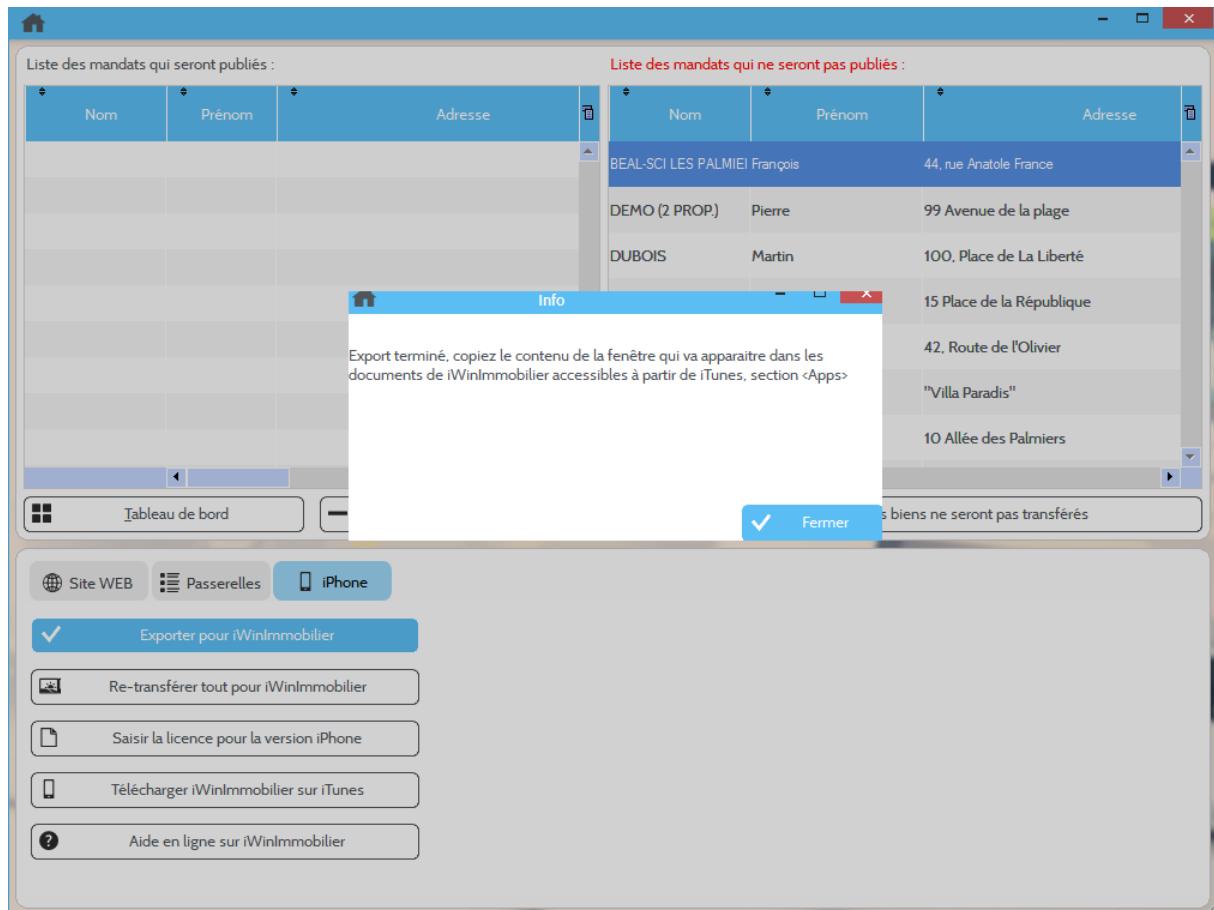 Liste des mandats qui seront publiés :
Nom Prénom Adresse
Liste des mandats qui ne seront pas publiés :
Nom Prénom Adresse
BEAL-SCI LES PALMIEI François 44, rue Anatole France
DEMO (2 PROP.) Pierre 99 Avenue de la plage
DUBOIS Martin 100, Place de La Liberté
15 Place de la République
42, Route de l'Olivier
"Villa Paradis"
10 Allée des Palmiers
Info
Export terminé, copiez le contenu de la fenêtre qui va apparaitre dans les
documents de iWinImmobilier accessibles à partir de iTunes, section <Apps>
Fermer
Tableau de bord
biens ne seront pas transférés
Site WEB Passerelles iPhone
Exporter pour iWinImmobilier
Re-transférer tout pour iWinImmobilier
Saisir la licence pour la version iPhone
Télécharger iWinImmobilier sur iTunes
Aide en ligne sur iWinImmobilier